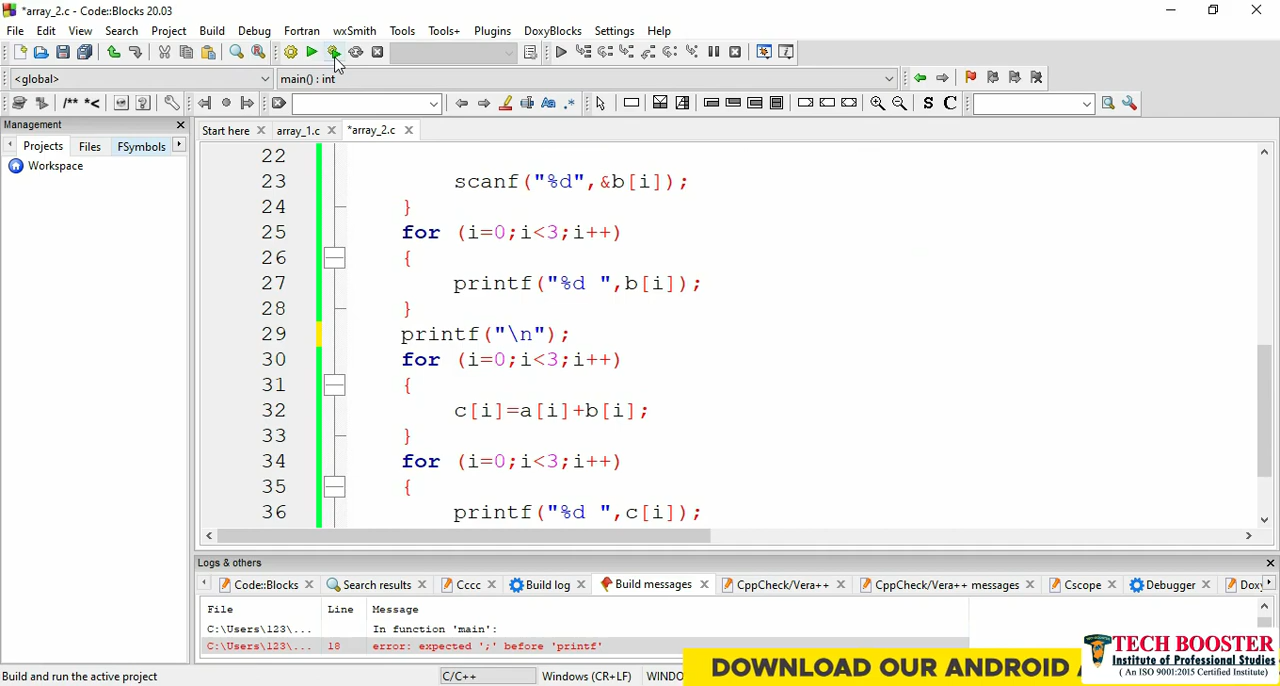 *array_2.c - Code::Blocks 20.03
File Edit View Search Project Build Debug Fortran wxSmith Tools Tools+ Plugins DoxyBlocks Settings Help
<global> main() : int
/** *< S C
Management
Projects Files FSymbols
Workspace
Start here array_1.c *array_2.c
22
23 scanf("%d",&b[i]);
24 }
25 for (i=0;i<3;i++)
26 {
27 printf("%d ",b[i]);
28 }
29 printf("\n");
30 for (i=0;i<3;i++)
31 {
32 c[i]=a[i]+b[i];
33 }
34 for (i=0;i<3;i++)
35 {
36 printf("%d ",c[i]);
Logs & others
Code::Blocks Search results Cccc Build log Build messages CppCheck/Vera++ CppCheck/Vera++ messages Cscope Debugger Doxy
File Line Message
C:\Users\123\... In function 'main':
C:\Users\123\... 18 error: expected ';' before 'printf'
Build and run the active project C/C++ Windows (CR+LF) WINDO
DOWNLOAD OUR ANDROID A
TECH BOOSTER
Institute of Professional Studies
( An ISO 9001:2015 Certified Institute)